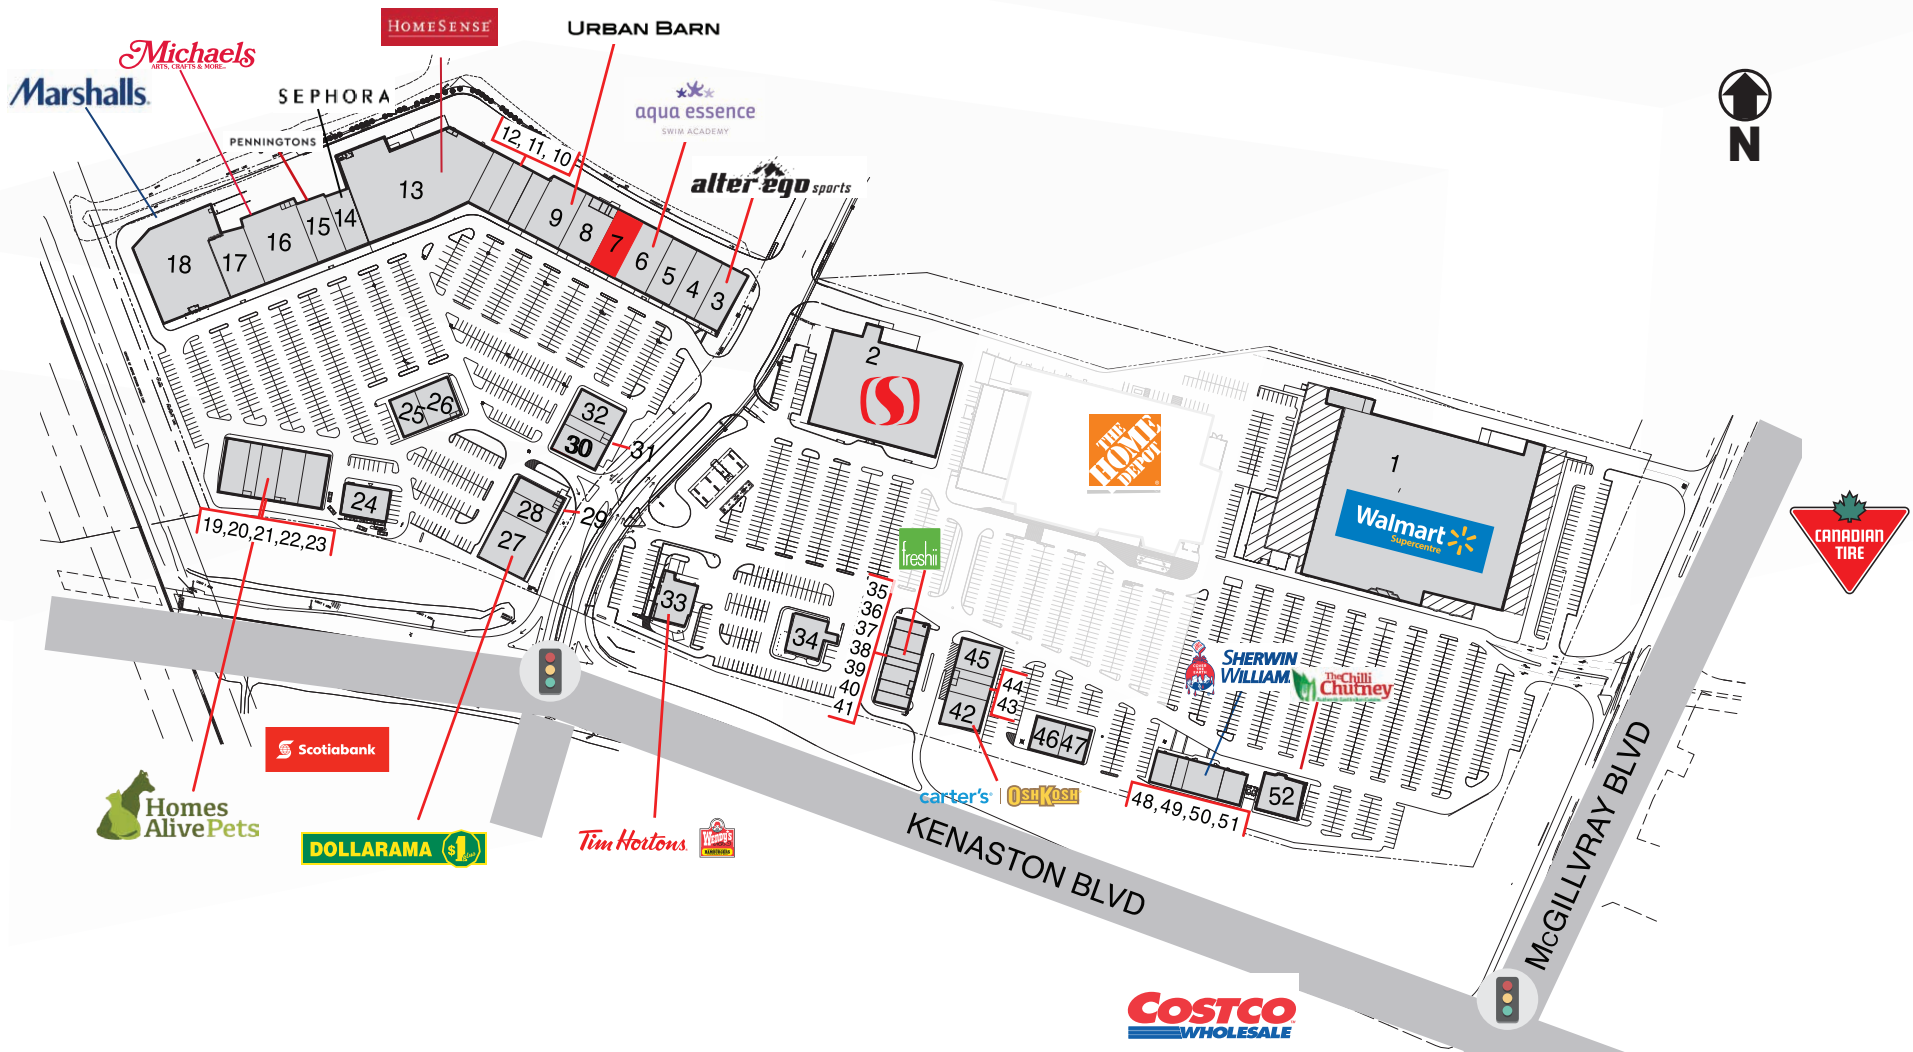 HOMESENSE
URBAN BARN
Michaels
ARTS, CRAFTS & MORE
Marshalls.
SEPHORA
PENNINGTONS
aqua essence
SWIM ACADEMY
alter ego sports
N
12, 11, 10
13
14
15
16
17
18
9
8
7
6
5
4
3
2
1
THE
HOME
DEPOT
Walmart
Supercentre
CANADIAN
TIRE
25
26
32
30
31
24
28
29
27
19,20,21,22,23
freshii
33
34
35
36
37
38
39
40
41
45
44
43
42
46
47
SHERWIN
WILLIAM
The Chilli
Chutney
48,49,50,51
52
carter's
OSHKOSH
Scotiabank
Homes
Alive Pets
DOLLARAMA $1 plus
Tim Hortons.
Wendy's
HAMBURGERS
KENASTON BLVD
McGILLVRAY BLVD
COSTCO
WHOLESALE